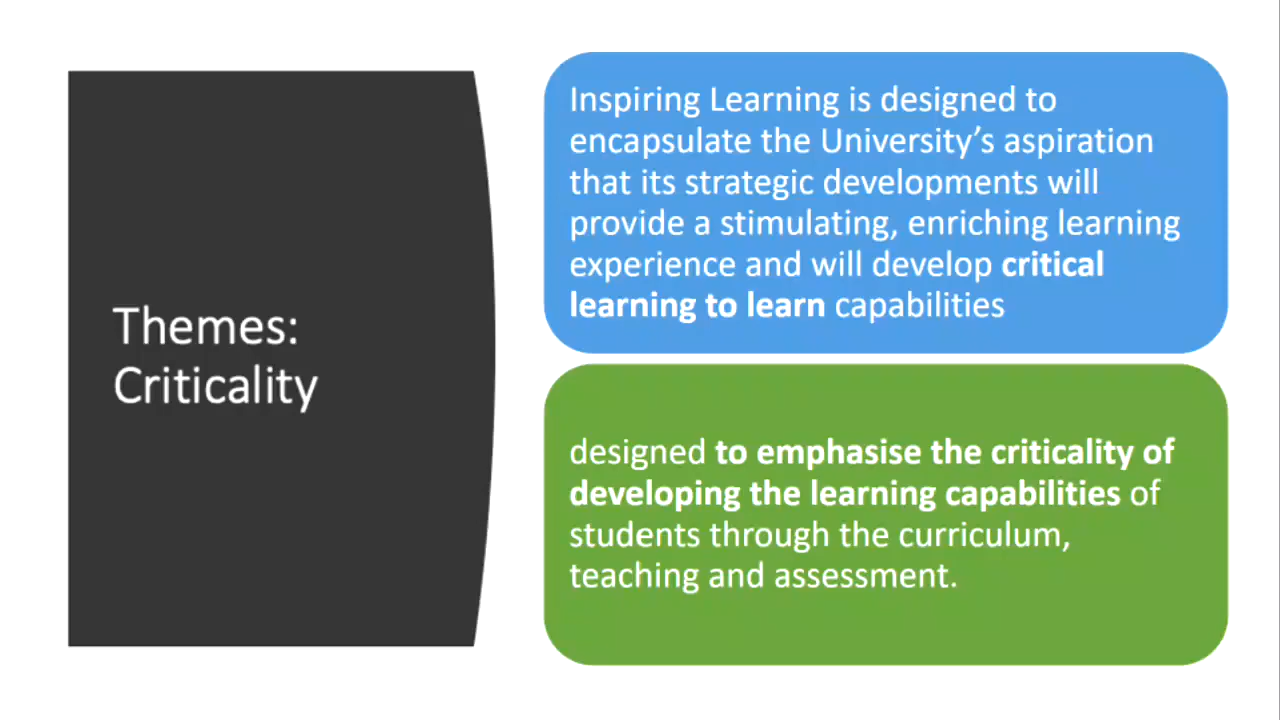 Themes:
Criticality
Inspiring Learning is designed to
encapsulate the University’s aspiration
that its strategic developments will
provide a stimulating, enriching learning
experience and will develop critical
learning to learn capabilities
designed to emphasise the criticality of
developing the learning capabilities of
students through the curriculum,
teaching and assessment.